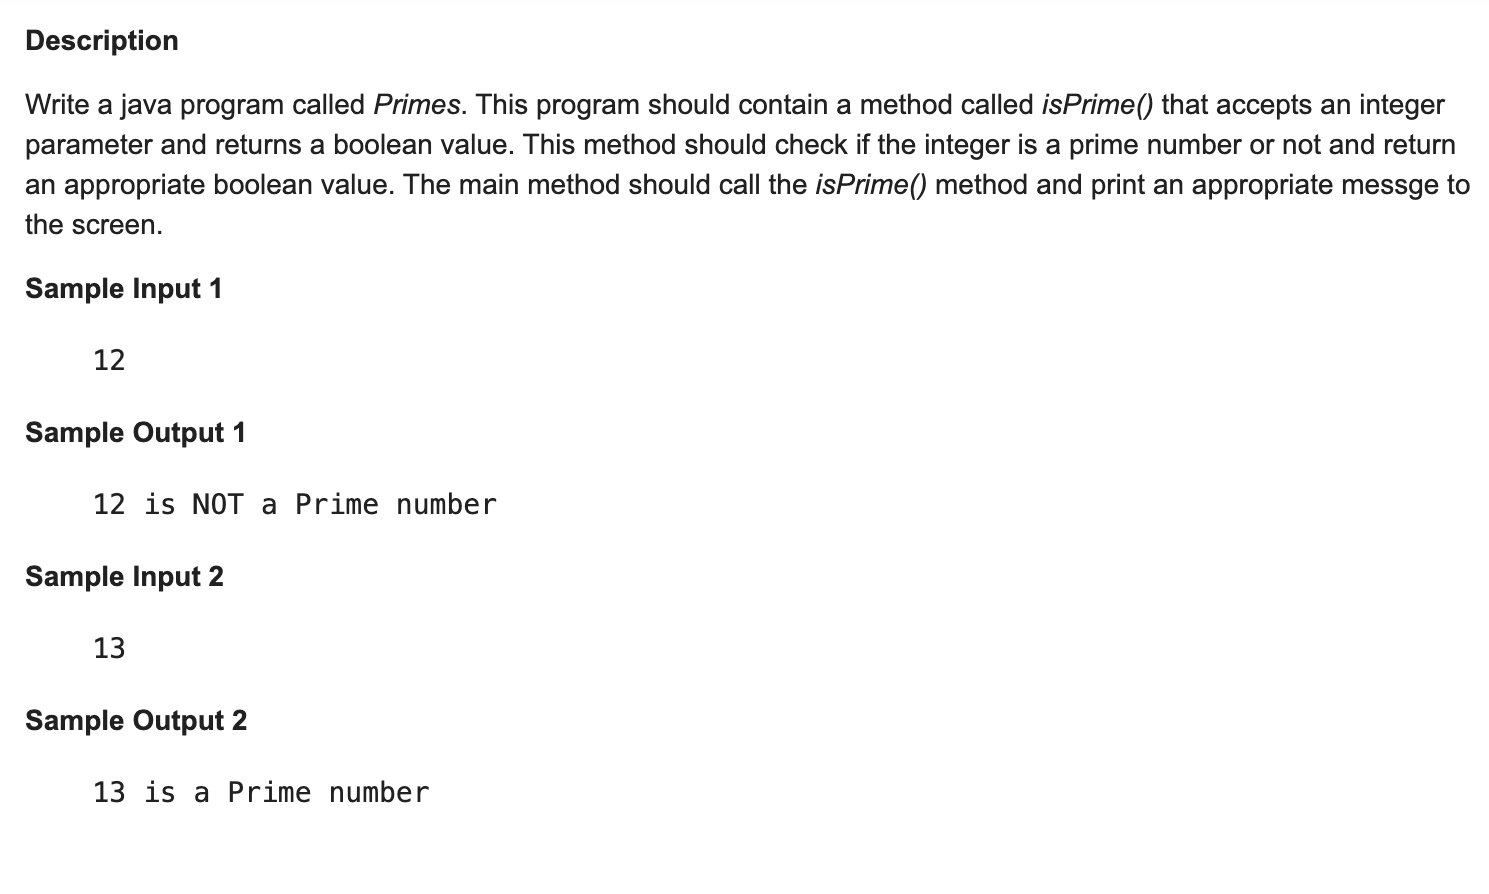 Description
Write a java program called Primes. This program should contain a method called isPrime() that accepts an integer
parameter and returns a boolean value. This method should check if the integer is a prime number or not and return
an appropriate boolean value. The main method should call the isPrime() method and print an appropriate messge to
the screen.
Sample Input 1
12
Sample Output 1
12 is NOT a Prime number
Sample Input 2
13
Sample Output 2
13 is a Prime number